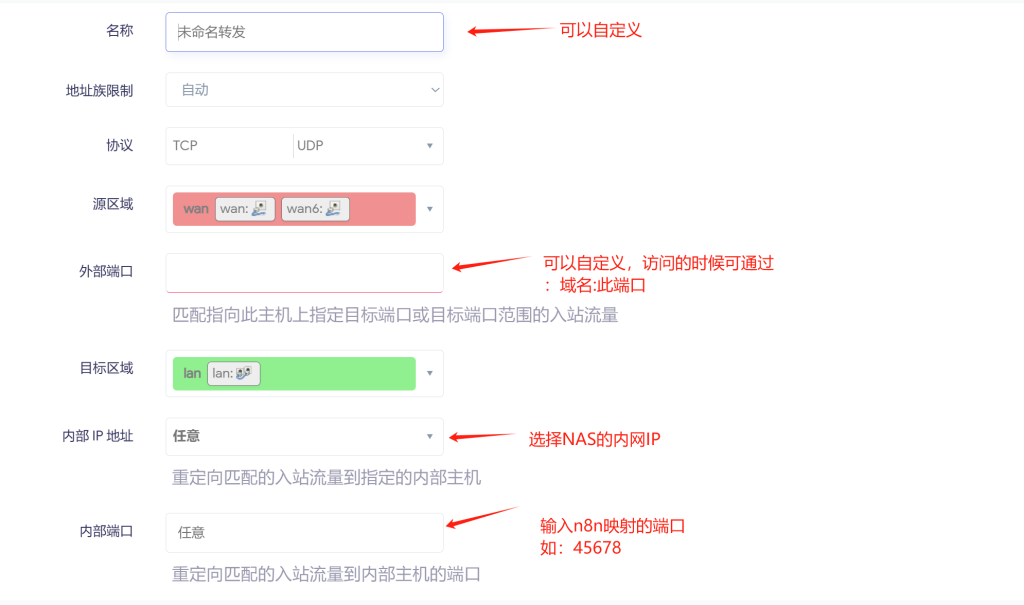 名称
未命名转发
可以自定义
地址族限制
自动
协议
TCP
UDP
源区域
wan wan: wan6:
外部端口
可以自定义，访问的时候可通过
：域名:此端口
匹配指向此主机上指定目标端口或目标端口范围的入站流量
目标区域
lan lan:
内部 IP 地址
任意
选择NAS的内网IP
重定向匹配的入站流量到指定的内部主机
内部端口
任意
输入n8n映射的端口
如：45678
重定向匹配的入站流量到内部主机的端口